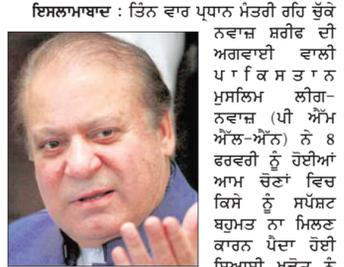 ਇਸਲਾਮਾਬਾਦ : ਤਿੰਨ ਵਾਰ ਪ੍ਰਧਾਨ ਮੰਤਰੀ ਰਹਿ ਚੁੱਕੇ
ਨਵਾਜ਼ ਸ਼ਰੀਫ ਦੀ
ਅਗਵਾਈ ਵਾਲੀ
ਪਾਕਿਸਤਾਨ
ਮੁਸਲਿਮ ਲੀਗ-
ਨਵਾਜ਼ (ਪੀ ਐੱਮ
ਐੱਲ-ਐੱਨ) ਨੇ 8
ਫਰਵਰੀ ਨੂੰ ਹੋਈਆਂ
ਆਮ ਚੋਣਾਂ ਵਿਚ
ਕਿਸੇ ਨੂੰ ਸਪੱਸ਼ਟ
ਬਹੁਮਤ ਨਾ ਮਿਲਣ
ਕਾਰਨ ਪੈਦਾ ਹੋਈ